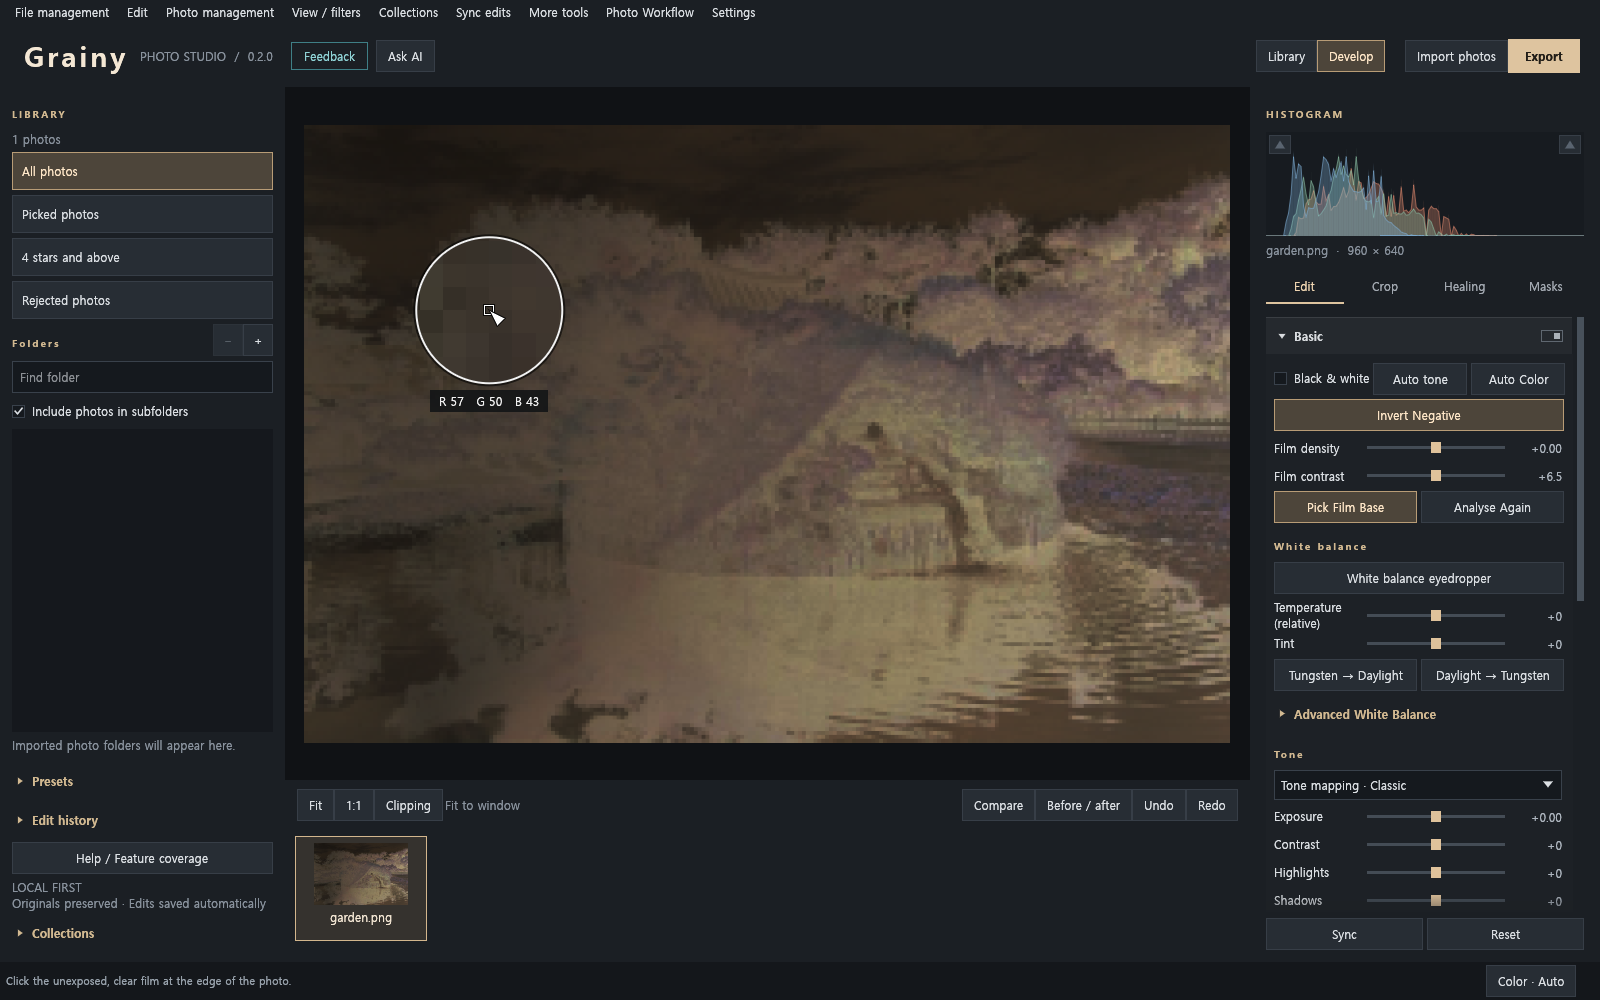 File management Edit Photo management View / filters Collections Sync edits More tools Photo Workflow Settings
Grainy PHOTO STUDIO / 0.2.0 Feedback Ask AI Library Develop Import photos Export
LIBRARY
1 photos
All photos
Picked photos
4 stars and above
Rejected photos
Folders − +
Find folder
Include photos in subfolders
Imported photo folders will appear here.
Presets
Edit history
Help / Feature coverage
LOCAL FIRST
Originals preserved · Edits saved automatically
Collections
R 57 G 50 B 43
Fit 1:1 Clipping Fit to window Compare Before / after Undo Redo
garden.png
HISTOGRAM
garden.png · 960 × 640
Edit Crop Healing Masks
Basic
Black & white Auto tone Auto Color
Invert Negative
Film density +0.00
Film contrast +6.5
Pick Film Base Analyse Again
White balance
White balance eyedropper
Temperature
(relative) +0
Tint +0
Tungsten → Daylight Daylight → Tungsten
Advanced White Balance
Tone
Tone mapping · Classic
Exposure +0.00
Contrast +0
Highlights +0
Shadows +0
Sync Reset
Click the unexposed, clear film at the edge of the photo. Color · Auto